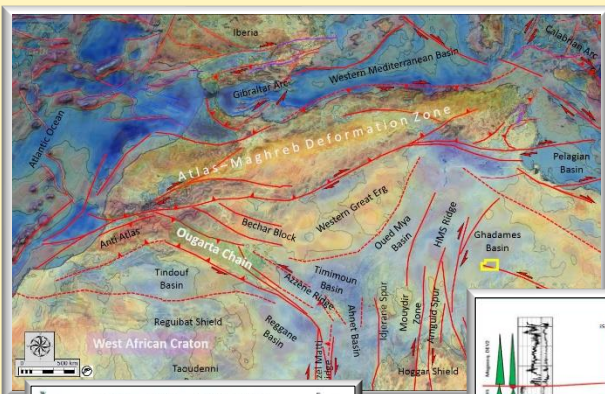 Iberia
Calabrian Arc
Western Mediterranean Basin
Gibraltar Arc
Atlantic Ocean
Atlas–Maghreb Deformation Zone
Pelagian
Basin
Western Great Erg
Oued Mya
Basin
HMS Ridge
Bechar Block
Anti Atlas
Ougarta Chain
Ghadames
Basin
Tindouf
Basin
Azzene Ridge
Timimoun
Basin
Ahnet Basin
Idjerane Spur
Mouydir
Zone
Amguid Spur
Reguibat Shield
Reggane
Basin
West African Craton
Taoudenni
Hoggar Shield
500 km